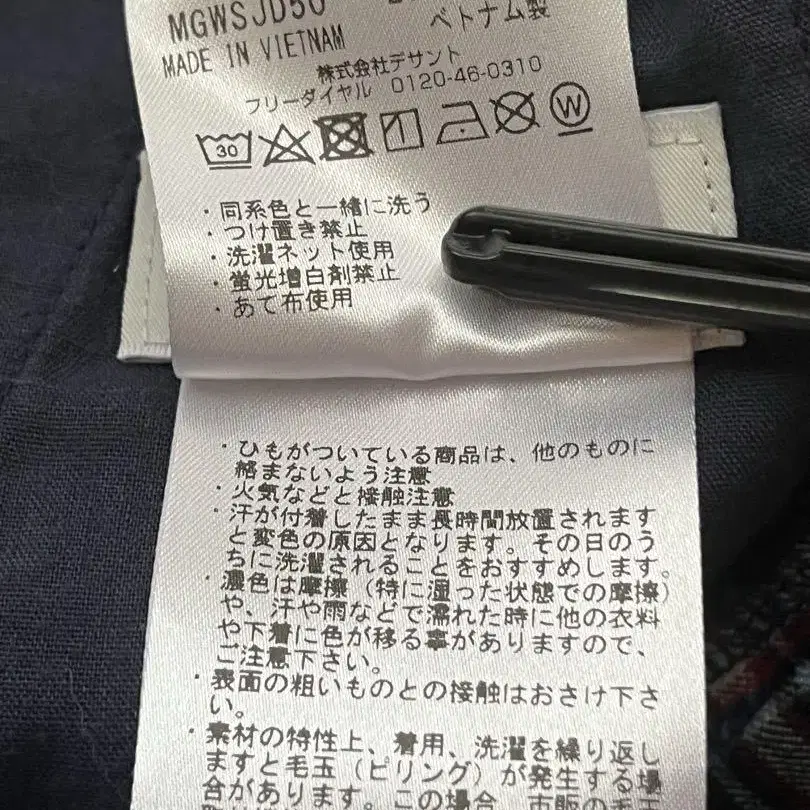 MGWSJD50
MADE IN VIETNAM
ベトナム製
株式会社デサント
フリーダイヤル 0120-46-0310
30
W
・同系色と一緒に洗う
・つけ置き禁止
・洗濯ネット使用
・蛍光増白剤禁止
・あて布使用
・ひもがついている商品は、他のものに
絡まないよう注意
・火気などと接触注意
・汗が付着したまま長時間放置されます
と変色の原因となります。その日のう
ちに洗濯されることをおすすめします。
・濃色は摩擦（特に湿った状態での摩擦）
や、汗や雨などで濡れた時に他の衣料
や下着に色が移る事がありますので、
ご注意下さい。
・表面の粗いものとの接触はおさけ下さ
い。
・素材の特性上、着用、洗濯を繰り返し
ますと毛玉（ピリング）が発生する場
合があります。この場合、市販の